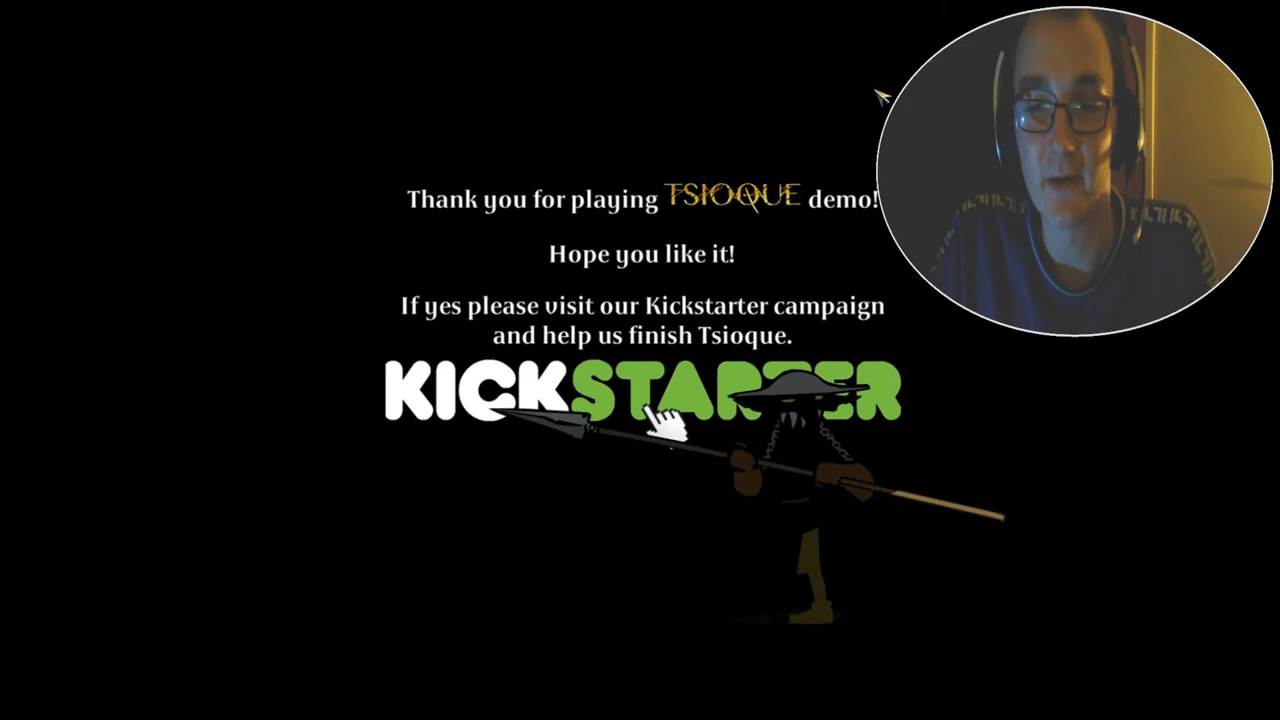 Thank you for playing TSIOQUE demo!
Hope you like it!
If yes please visit our Kickstarter campaign
and help us finish Tsioque.
KICKSTARTER